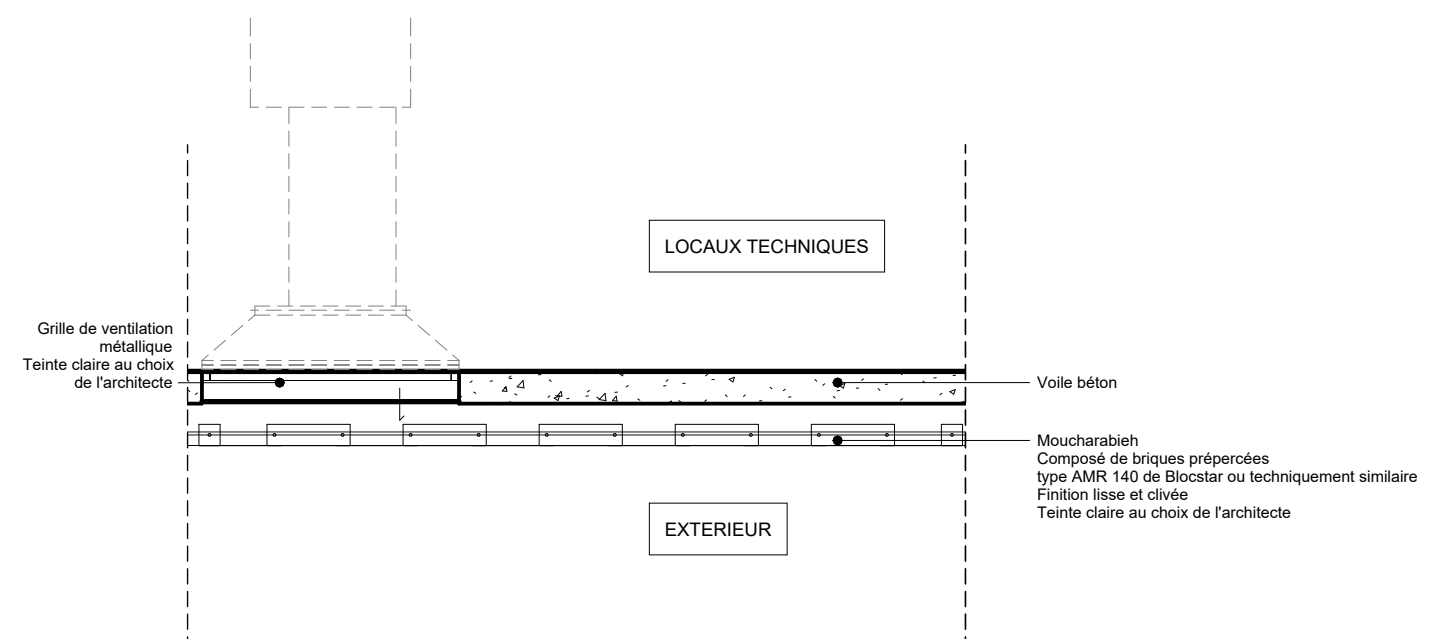 LOCAUX TECHNIQUES
Grille de ventilation
métallique
Teinte claire au choix
de l'architecte
Voile béton
Moucharabieh
Composé de briques prépercées
type AMR 140 de Blocstar ou techniquement similaire
Finition lisse et clivée
Teinte claire au choix de l'architecte
EXTERIEUR